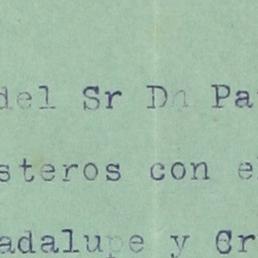 del Sr Dn Pa
steros con e
adalupe y Cr